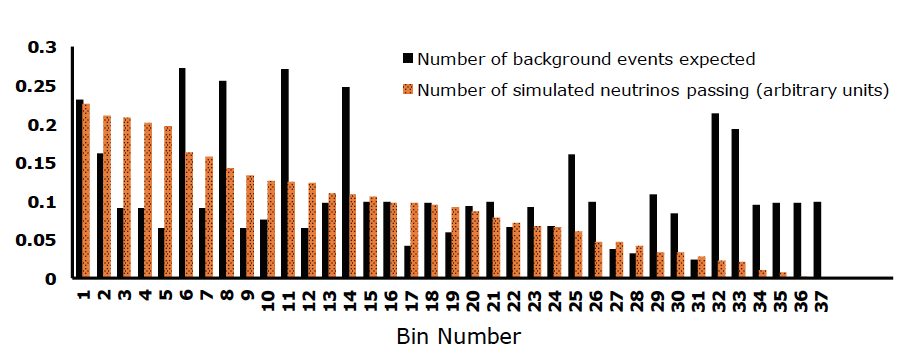 0.3
Number of background events expected
0.25
Number of simulated neutrinos passing (arbitrary units)
0.2
0.15
0.1
0.05
0
1 2 3 4 5 6 7 8 9 10 11 12 13 14 15 16 17 18 19 20 21 22 23 24 25 26 27 28 29 30 31 32 33 34 35 36 37
Bin Number